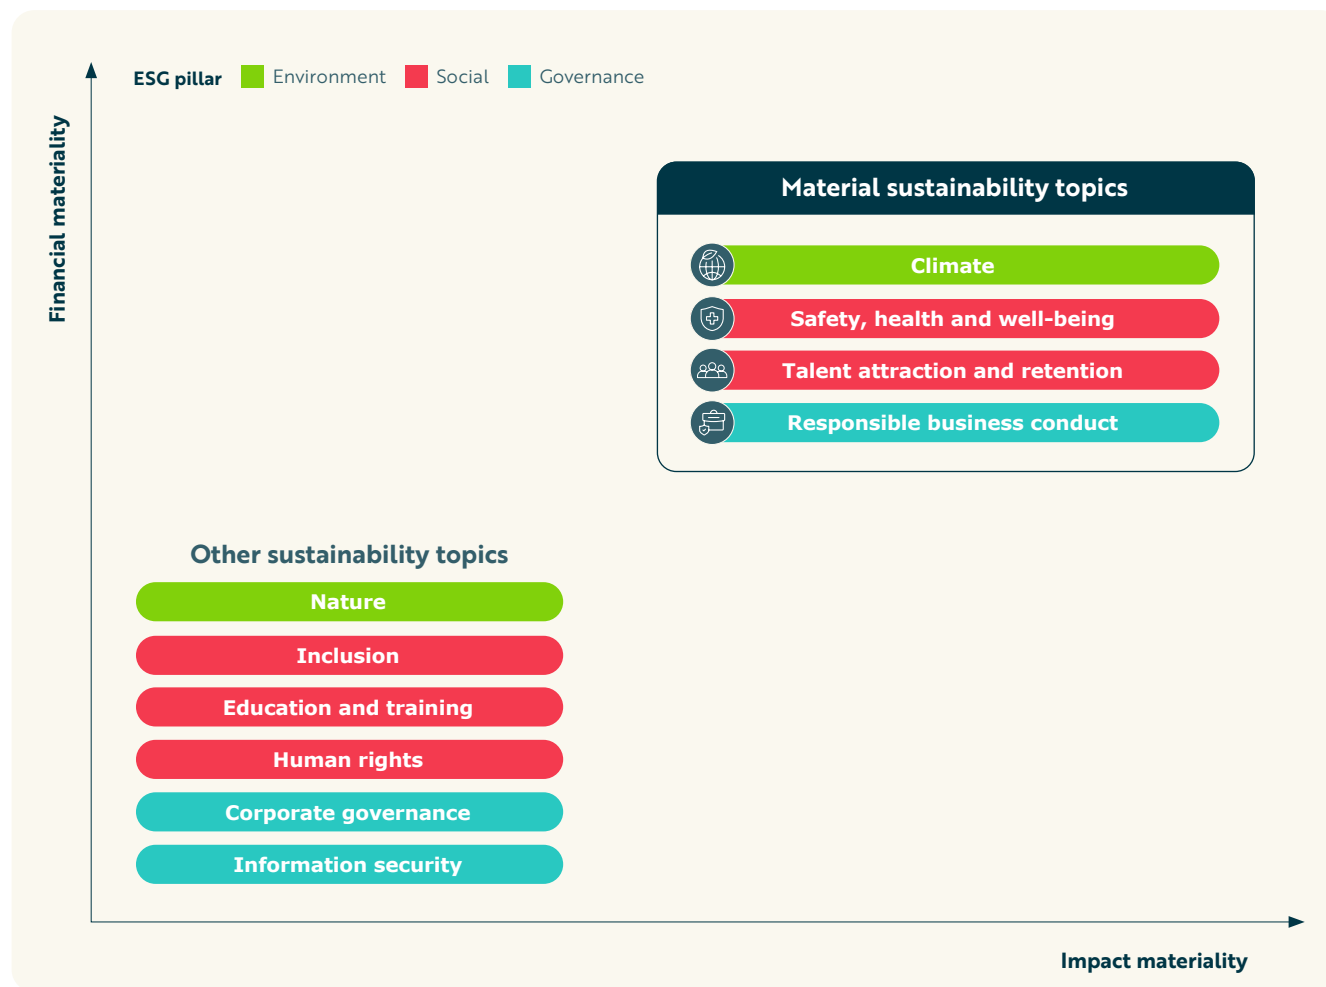 ESG pillar Environment Social Governance
Financial materiality
Material sustainability topics
Climate
Safety, health and well-being
Talent attraction and retention
Responsible business conduct
Other sustainability topics
Nature
Inclusion
Education and training
Human rights
Corporate governance
Information security
Impact materiality